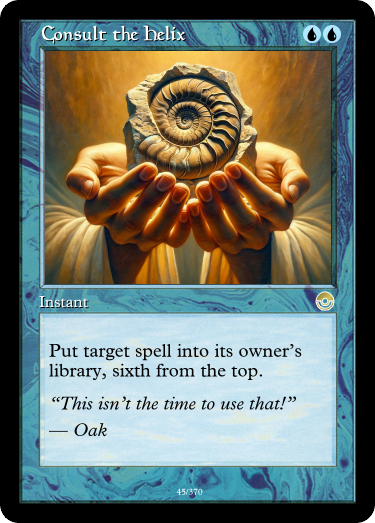 Consult the Helix
Instant
Put target spell into its owner's
library, sixth from the top.
“This isn't the time to use that!”
— Oak
45/370